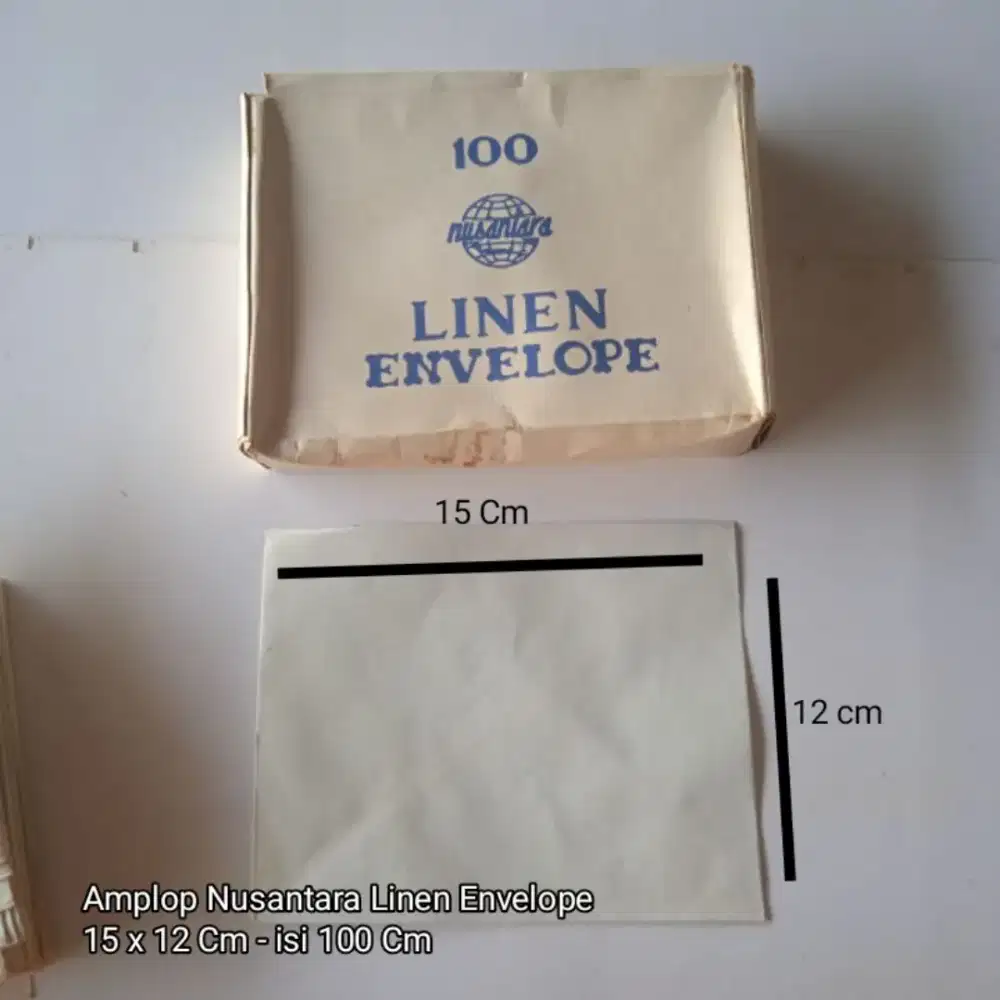 100
nusantara
LINEN
ENVELOPE
15 Cm
12 cm
Amplop Nusantara Linen Envelope
15 x 12 Cm - isi 100 Cm